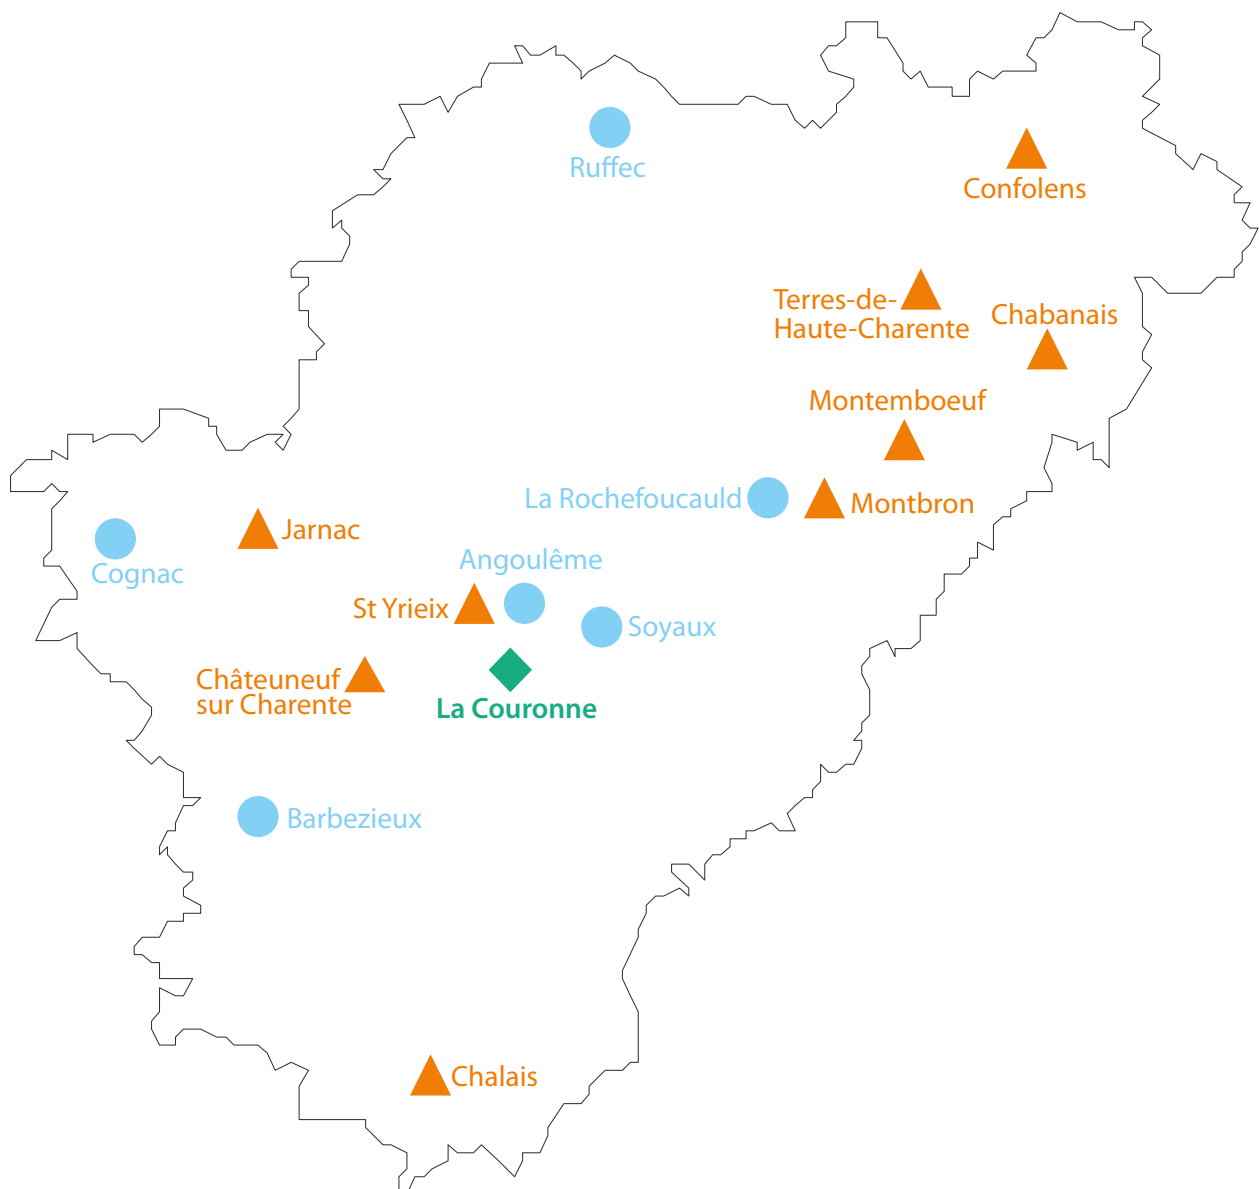 Ruffec
Confolens
Terres-de-
Haute-Charente
Chabanais
Montemboeuf
La Rochefoucauld
Montbron
Jarnac
Cognac
Angoulême
St Yrieix
Soyaux
Châteuneuf
sur Charente
La Couronne
Barbezieux
Chalais